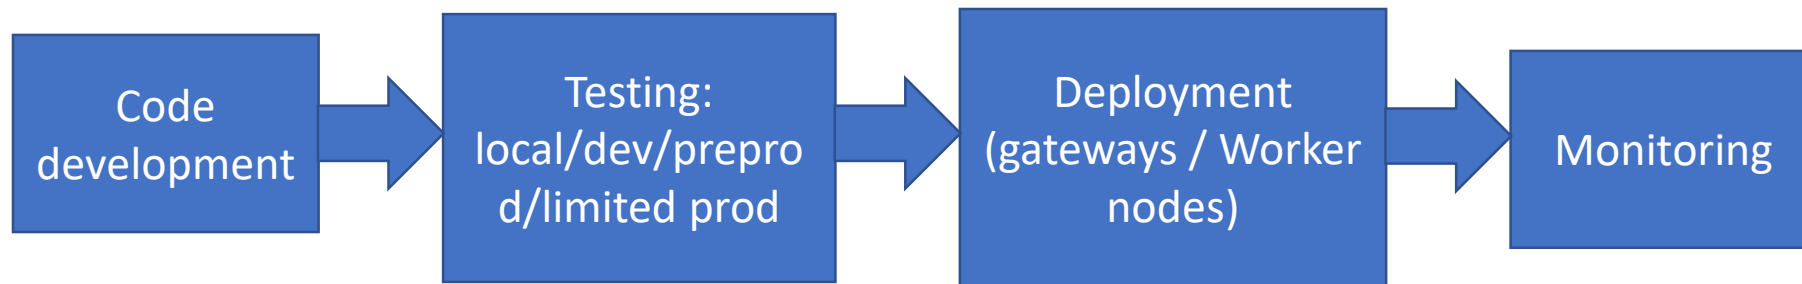 Code
development
Testing:
local/dev/prepro
d/limited prod
Deployment
(gateways / Worker
nodes)
Monitoring